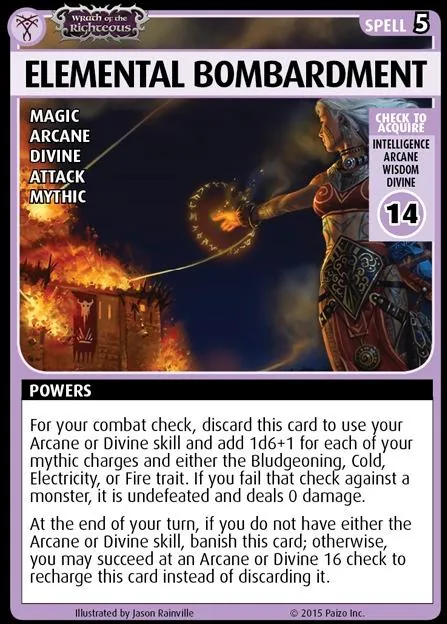 Wrath of the
Righteous
SPELL 5
ELEMENTAL BOMBARDMENT
MAGIC
ARCANE
DIVINE
ATTACK
MYTHIC
CHECK TO
ACQUIRE
INTELLIGENCE
ARCANE
WISDOM
DIVINE
14
POWERS
For your combat check, discard this card to use your
Arcane or Divine skill and add 1d6+1 for each of your
mythic charges and either the Bludgeoning, Cold,
Electricity, or Fire trait. If you fail that check against a
monster, it is undefeated and deals 0 damage.
At the end of your turn, if you do not have either the
Arcane or Divine skill, banish this card; otherwise,
you may succeed at an Arcane or Divine 16 check to
recharge this card instead of discarding it.
Illustrated by Jason Rainville
© 2015 Paizo Inc.